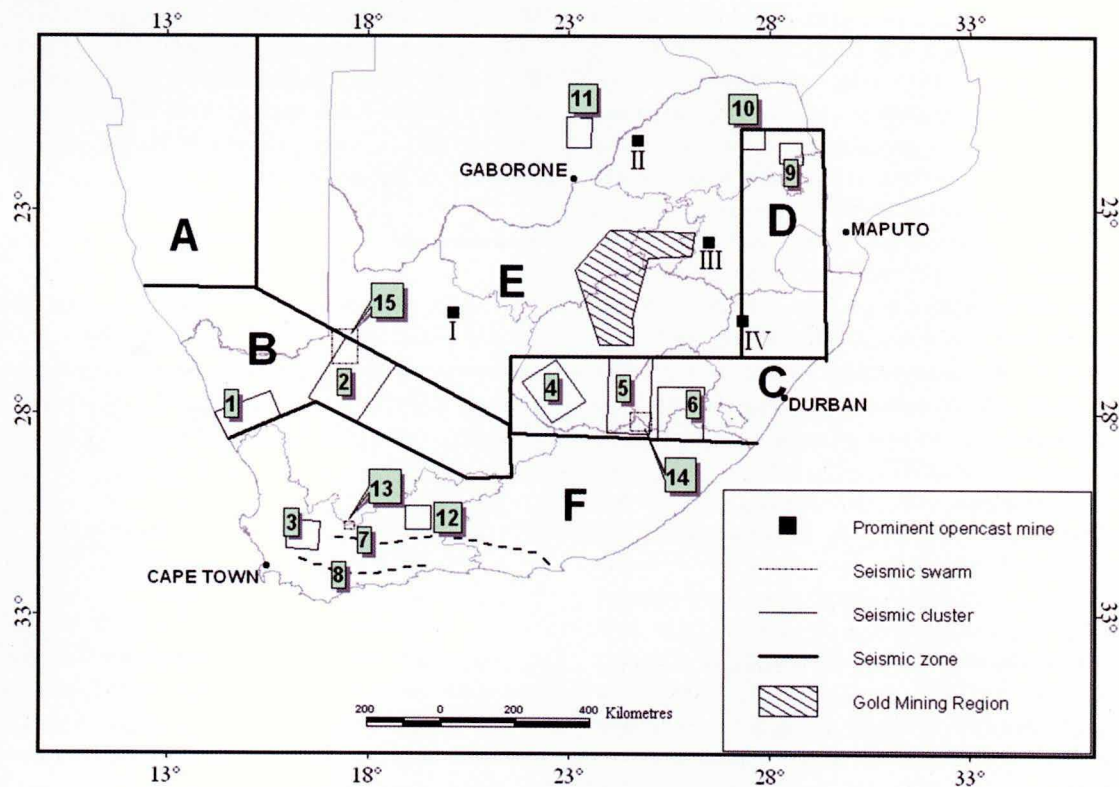 13° 18° 23° 28° 33°
11
10
II
GABORONE
9
23° 23°
A
D
MAPUTO
E
III
15
I
IV
B
2
4
5
C
1
6
DURBAN
28° 28°
14
13
F
3
12
7
Prominent opencast mine
CAPE TOWN
8
Seismic swarm
33° 33°
Seismic cluster
Seismic zone
200 0 200 400 Kilometres
Gold Mining Region
13° 18° 23° 28° 33°